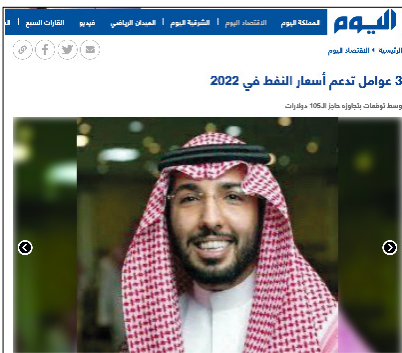 اليوم
المملكة اليوم | الاقتصاد اليوم | الشرقية اليوم | الميدان الرياضي | فيديو | القارات السبع
الرئيسية الاقتصاد اليوم
3 عوامل تدعم أسعار النفط في 2022
وسط توقعات بتجاوزه حاجز الـ105 دولارات